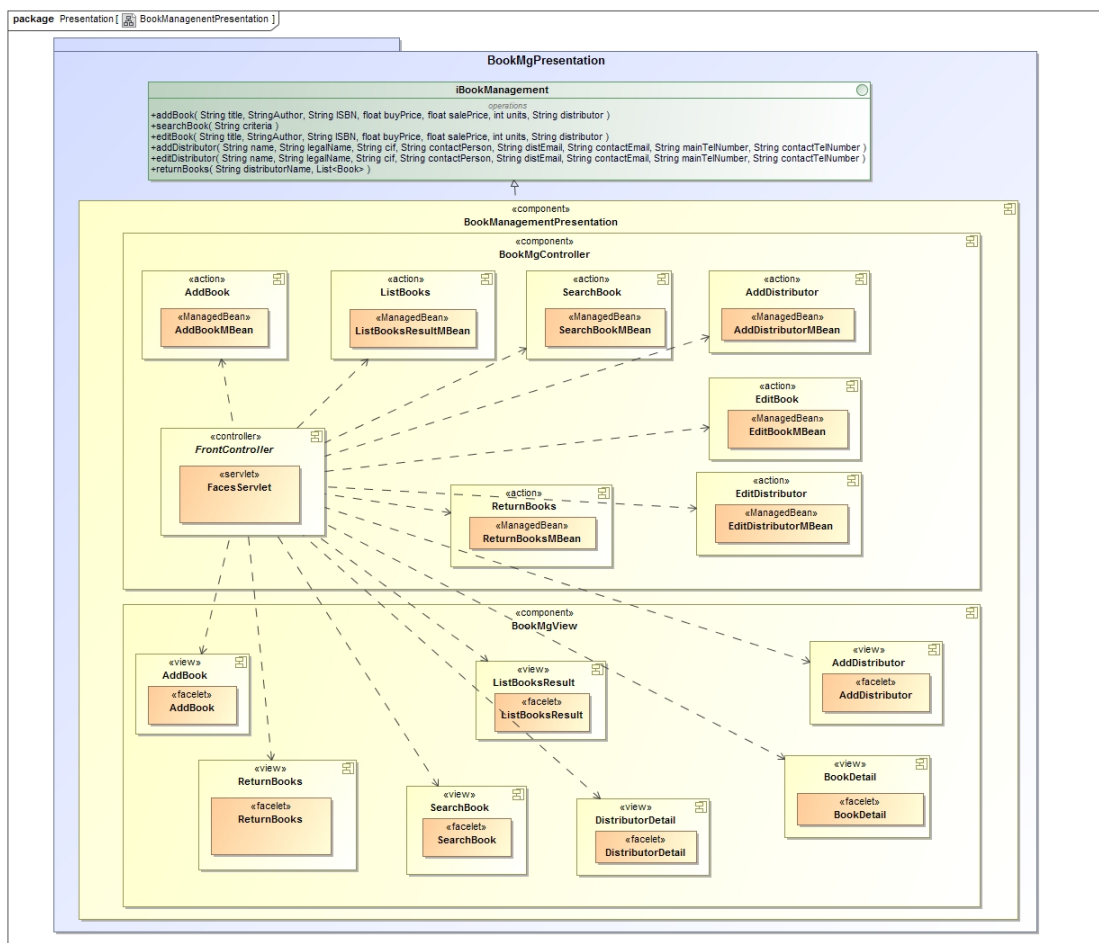 package Presentation [ BookManagenentPresentation ]
BookMgPresentation
iBookManagement
operations
+addBook( String title, StringAuthor, String ISBN, float buyPrice, float salePrice, int units, String distributor )
+searchBook( String criteria )
+editBook( String title, StringAuthor, String ISBN, float buyPrice, float salePrice, int units, String distributor )
+addDistributor( String name, String legalName, String cif, String contactPerson, String distEmail, String contactEmail, String mainTelNumber, String contactTelNumber )
+editDistributor( String name, String legalName, String cif, String contactPerson, String distEmail, String contactEmail, String mainTelNumber, String contactTelNumber )
+returnBooks( String distributorName, List<Book> )
«component»
BookManagementPresentation
«component»
BookMgController
«action»
AddBook
«ManagedBean»
AddBookMBean
«action»
ListBooks
«ManagedBean»
ListBooksResultMBean
«action»
SearchBook
«ManagedBean»
SearchBookMBean
«action»
AddDistributor
«ManagedBean»
AddDistributorMBean
«action»
EditBook
«ManagedBean»
EditBookMBean
«controller»
FrontController
«servlet»
FacesServlet
«action»
ReturnBooks
«ManagedBean»
ReturnBooksMBean
«action»
EditDistributor
«ManagedBean»
EditDistributorMBean
«component»
BookMgView
«view»
AddBook
«facelet»
AddBook
«view»
ListBooksResult
«facelet»
ListBooksResult
«view»
AddDistributor
«facelet»
AddDistributor
«view»
ReturnBooks
«facelet»
ReturnBooks
«view»
SearchBook
«facelet»
SearchBook
«view»
DistributorDetail
«facelet»
DistributorDetail
«view»
BookDetail
«facelet»
BookDetail